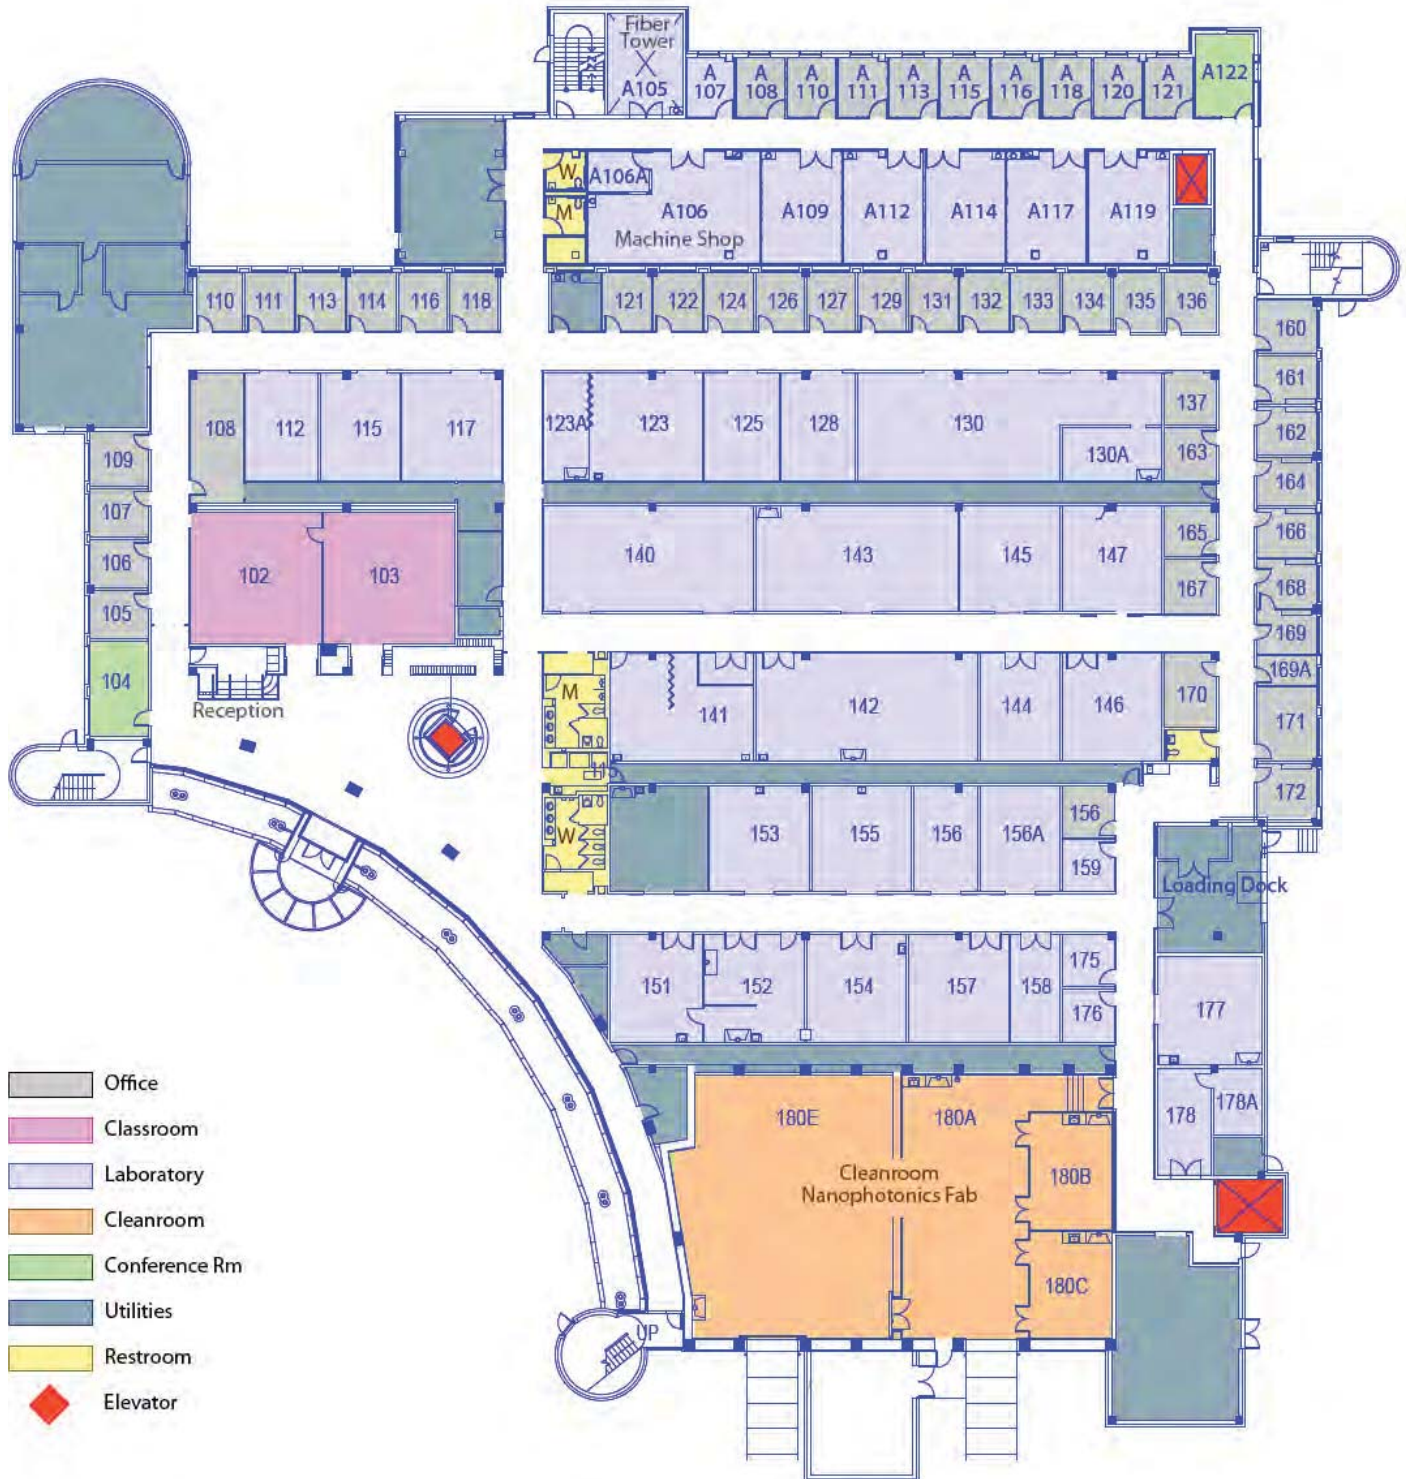 Fiber
Tower
A105
A
107
A
108
A
110
A
111
A
113
A
115
A
116
A
118
A
120
A
121
A122
W
A106A
M
A106
Machine Shop
A109
A112
A114
A117
A119
110
111
113
114
116
118
121
122
124
126
127
129
131
132
133
134
135
136
160
161
162
164
166
168
169
169A
171
172
108
112
115
117
123A
123
125
128
130
130A
137
163
109
107
106
105
104
102
103
140
143
145
147
165
167
Reception
M
141
142
144
146
170
W
153
155
156
156A
156
159
Loading Dock
151
152
154
157
158
175
176
177
178
178A
180E
180A
180B
180C
Cleanroom
Nanophotonics Fab
UP
Office
Classroom
Laboratory
Cleanroom
Conference Rm
Utilities
Restroom
Elevator